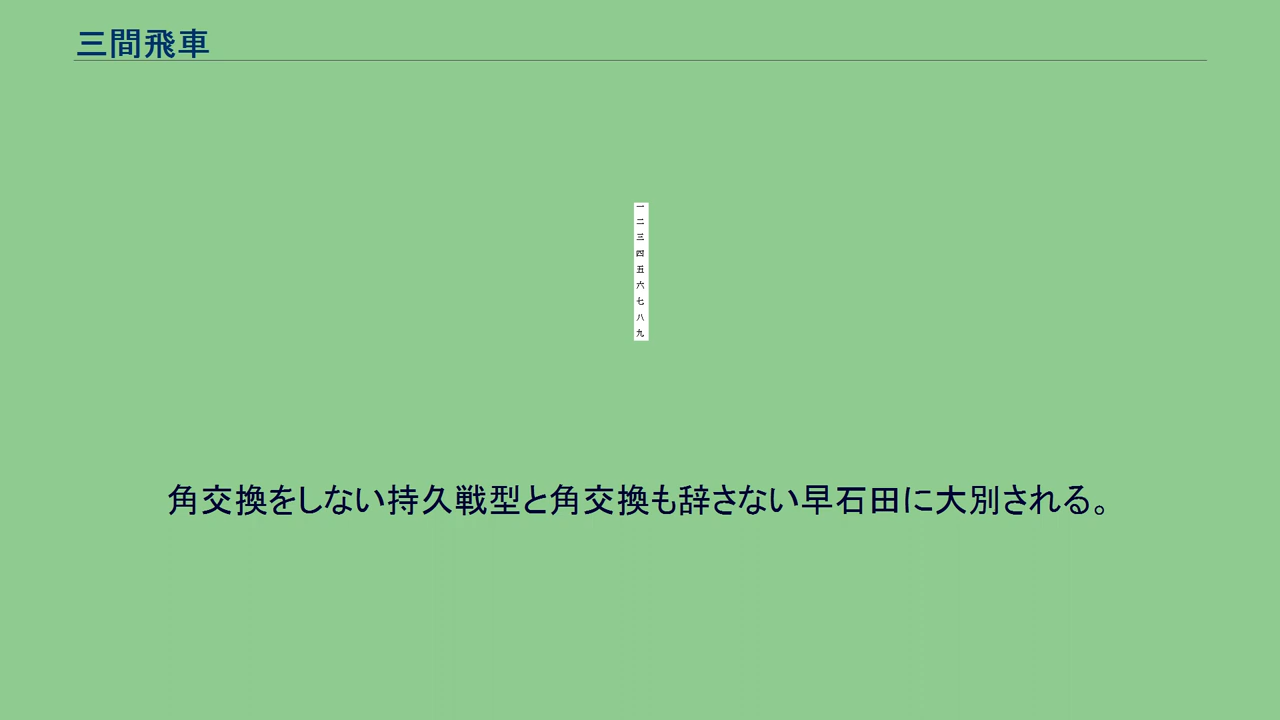 三間飛車
一
二
三
四
五
六
七
八
九
角交換をしない持久戦型と角交換も辞さない早石田に大別される。